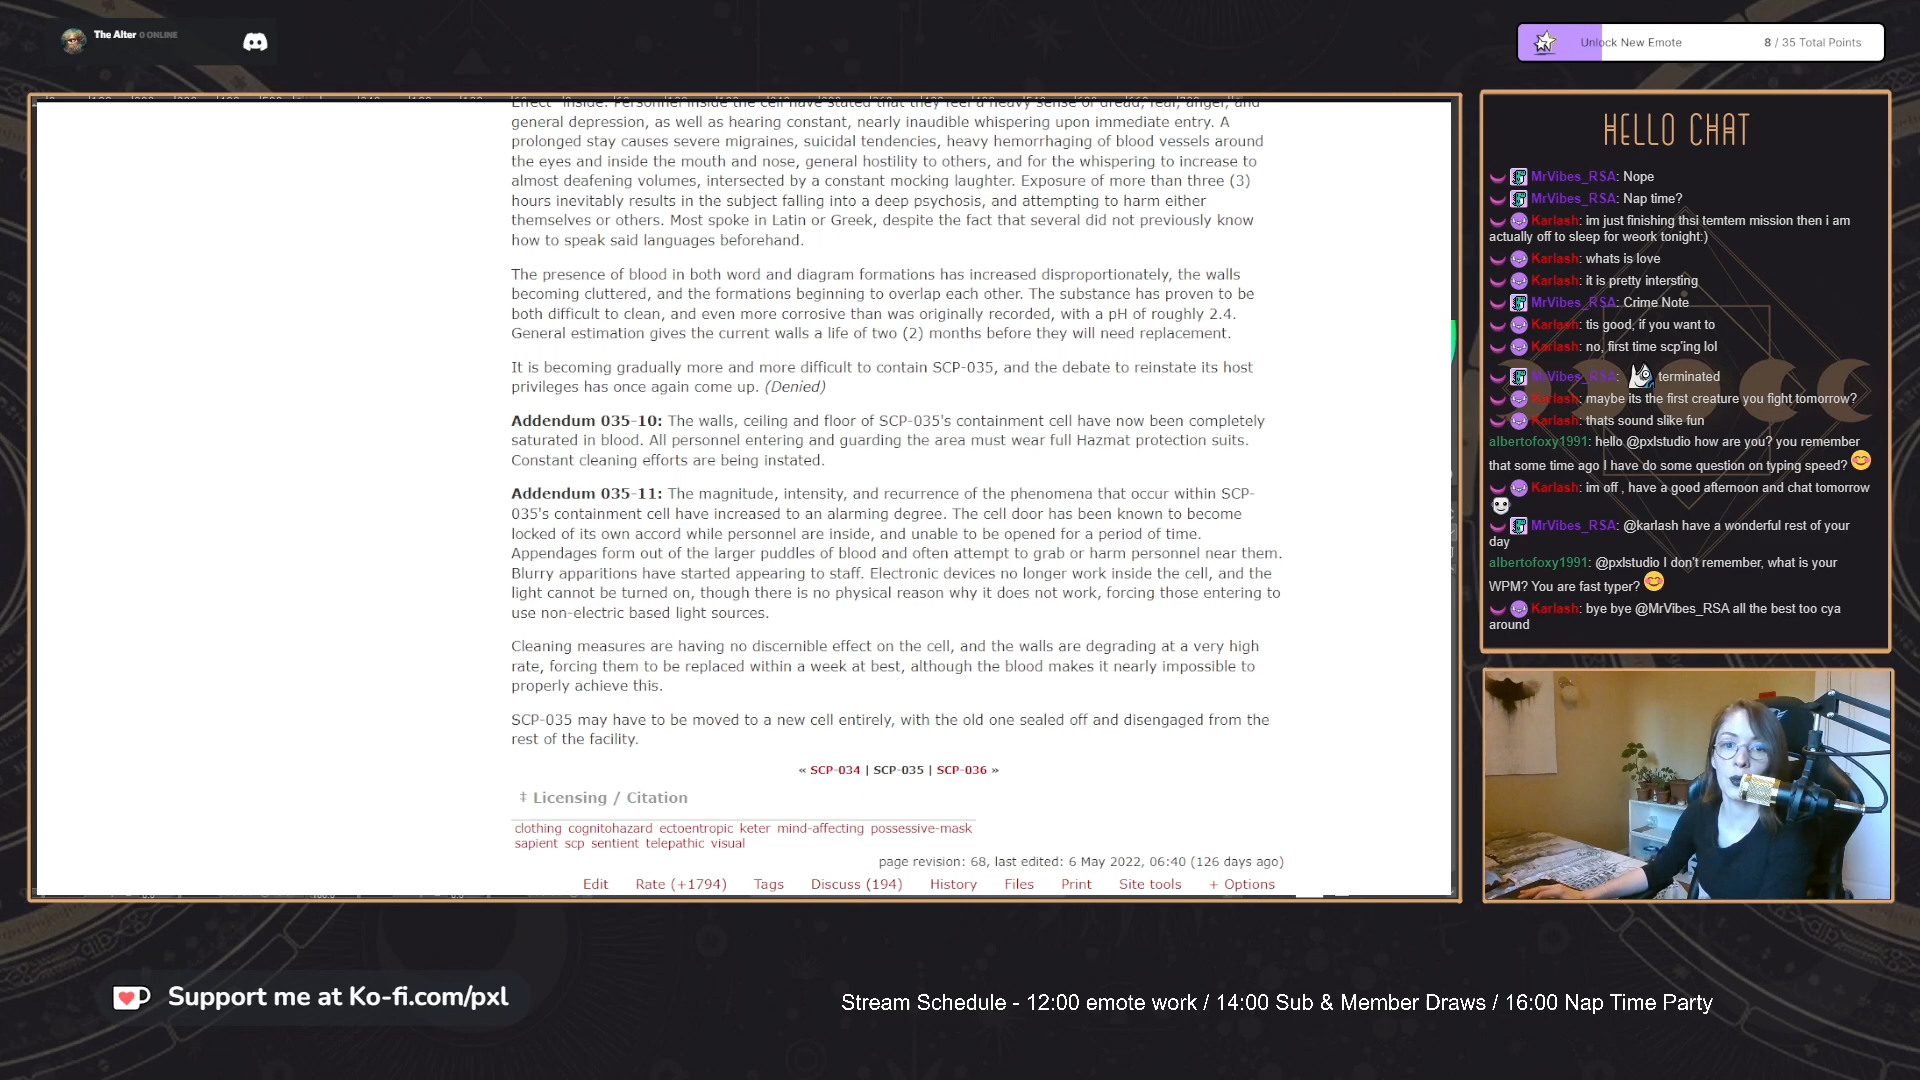 The Alter 0 ONLINE
Unlock New Emote 8 / 35 Total Points
Effect" inside. Personnel inside the cell have stated that they feel a heavy sense of dread, fear, anger, and
general depression, as well as hearing constant, nearly inaudible whispering upon immediate entry. A
prolonged stay causes severe migraines, suicidal tendencies, heavy hemorrhaging of blood vessels around
the eyes and inside the mouth and nose, general hostility to others, and for the whispering to increase to
almost deafening volumes, intersected by a constant mocking laughter. Exposure of more than three (3)
hours inevitably results in the subject falling into a deep psychosis, and attempting to harm either
themselves or others. Most spoke in Latin or Greek, despite the fact that several did not previously know
how to speak said languages beforehand.
The presence of blood in both word and diagram formations has increased disproportionately, the walls
becoming cluttered, and the formations beginning to overlap each other. The substance has proven to be
both difficult to clean, and even more corrosive than was originally recorded, with a pH of roughly 2.4.
General estimation gives the current walls a life of two (2) months before they will need replacement.
It is becoming gradually more and more difficult to contain SCP-035, and the debate to reinstate its host
privileges has once again come up. (Denied)
Addendum 035-10: The walls, ceiling and floor of SCP-035's containment cell have now been completely
saturated in blood. All personnel entering and guarding the area must wear full Hazmat protection suits.
Constant cleaning efforts are being instated.
Addendum 035-11: The magnitude, intensity, and recurrence of the phenomena that occur within SCP-
035's containment cell have increased to an alarming degree. The cell door has been known to become
locked of its own accord while personnel are inside, and unable to be opened for a period of time.
Appendages form out of the larger puddles of blood and often attempt to grab or harm personnel near them.
Blurry apparitions have started appearing to staff. Electronic devices no longer work inside the cell, and the
light cannot be turned on, though there is no physical reason why it does not work, forcing those entering to
use non-electric based light sources.
Cleaning measures are having no discernible effect on the cell, and the walls are degrading at a very high
rate, forcing them to be replaced within a week at best, although the blood makes it nearly impossible to
properly achieve this.
SCP-035 may have to be moved to a new cell entirely, with the old one sealed off and disengaged from the
rest of the facility.
« SCP-034 | SCP-035 | SCP-036 »
‡ Licensing / Citation
clothing cognitohazard ectoentropic keter mind-affecting possessive-mask
sapient scp sentient telepathic visual
page revision: 68, last edited: 6 May 2022, 06:40 (126 days ago)
Edit Rate (+1794) Tags Discuss (194) History Files Print Site tools + Options
HELLO CHAT
MrVibes_RSA: Nope
MrVibes_RSA: Nap time?
Karlash: im just finishing thsi temtem mission then i am
actually off to sleep for weork tonight:)
Karlash: whats is love
Karlash: it is pretty intersting
MrVibes_RSA: Crime Note
Karlash: tis good, if you want to
Karlash: no, first time scp'ing lol
MrVibes_RSA: terminated
Karlash: maybe its the first creature you fight tomorrow?
Karlash: thats sound slike fun
albertofoxy1991: hello @pxlstudio how are you? you remember
that some time ago I have do some question on typing speed? 😊
Karlash: im off , have a good afternoon and chat tomorrow
MrVibes_RSA: @karlash have a wonderful rest of your
day
albertofoxy1991: @pxlstudio I don't remember, what is your
WPM? You are fast typer? 😊
Karlash: bye bye @MrVibes_RSA all the best too cya
around
Support me at Ko-fi.com/pxl
Stream Schedule - 12:00 emote work / 14:00 Sub & Member Draws / 16:00 Nap Time Party